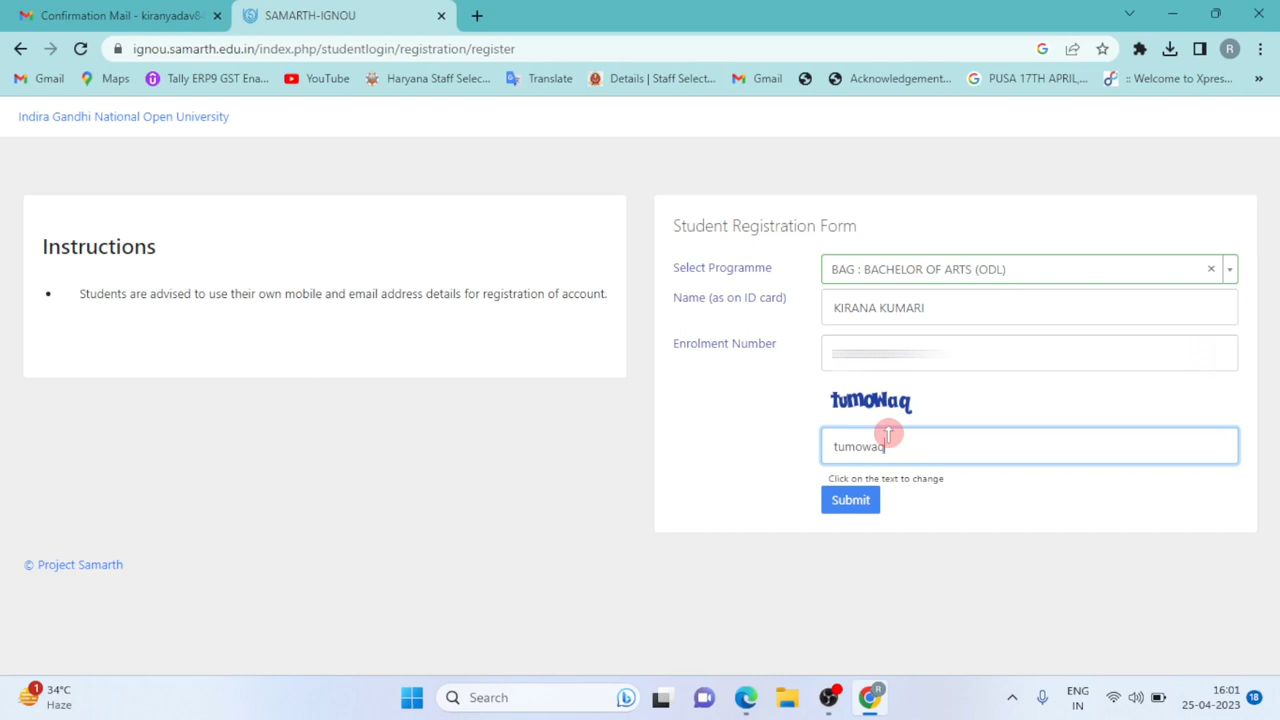 Confirmation Mail - kiranyadav8
SAMARTH-IGNOU
ignou.samarth.edu.in/index.php/studentlogin/registration/register
R
Gmail
Maps
Tally ERP9 GST Ena...
YouTube
Haryana Staff Selec...
Translate
Details | Staff Select...
Gmail
Acknowledgement...
PUSA 17TH APRIL,...
:: Welcome to Xpres...
»
Indira Gandhi National Open University
Instructions
• Students are advised to use their own mobile and email address details for registration of account.
Student Registration Form
Select Programme
BAG : BACHELOR OF ARTS (ODL)
Name (as on ID card)
KIRANA KUMARI
Enrolment Number
tumowaq
tumowaq
Click on the text to change
Submit
© Project Samarth
1
34°C
Haze
Search
R
ENG
IN
16:01
25-04-2023
18